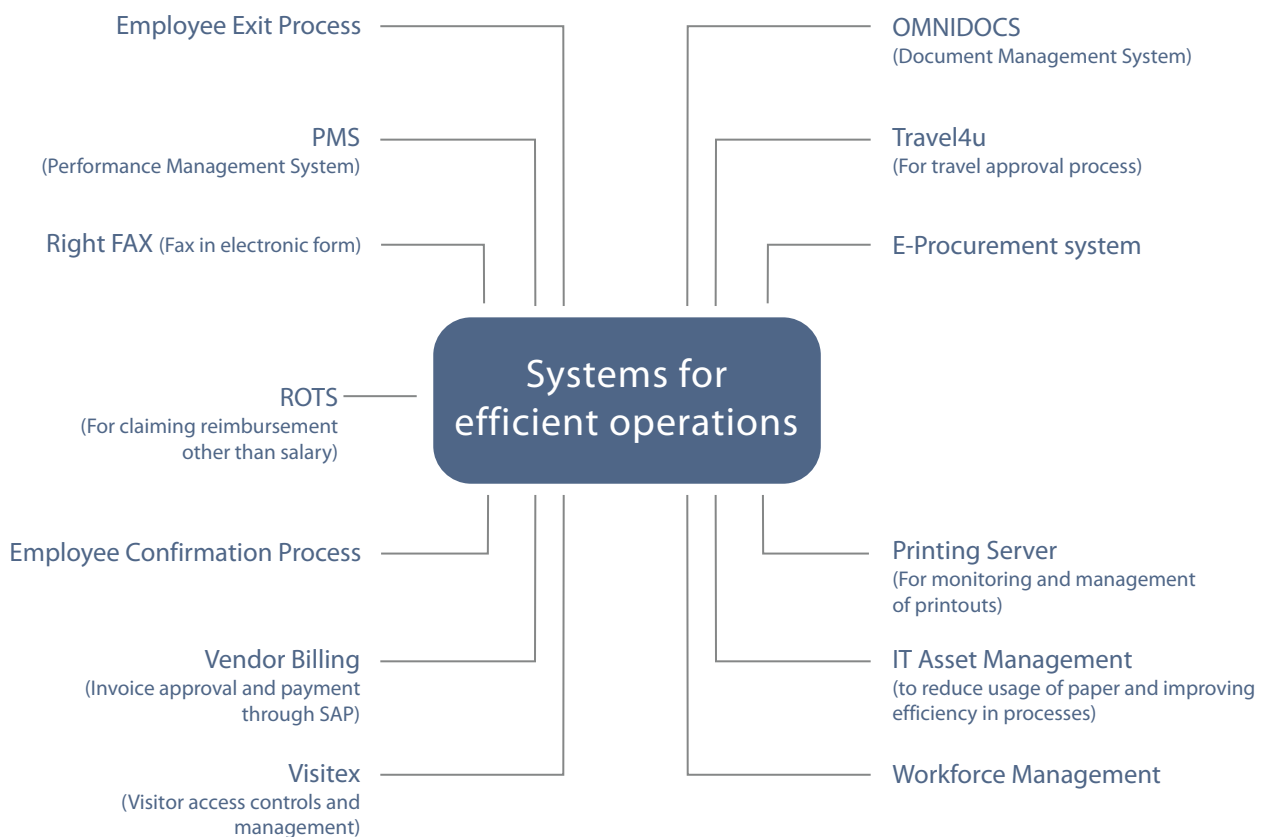 Employee Exit Process
PMS
(Performance Management System)
Right FAX (Fax in electronic form)
ROTS
(For claiming reimbursement
other than salary)
Employee Confirmation Process
Vendor Billing
(Invoice approval and payment
through SAP)
Visitex
(Visitor access controls and
management)
Systems for
efficient operations
OMNIDOCS
(Document Management System)
Travel4u
(For travel approval process)
E-Procurement system
Printing Server
(For monitoring and management
of printouts)
IT Asset Management
(to reduce usage of paper and improving
efficiency in processes)
Workforce Management